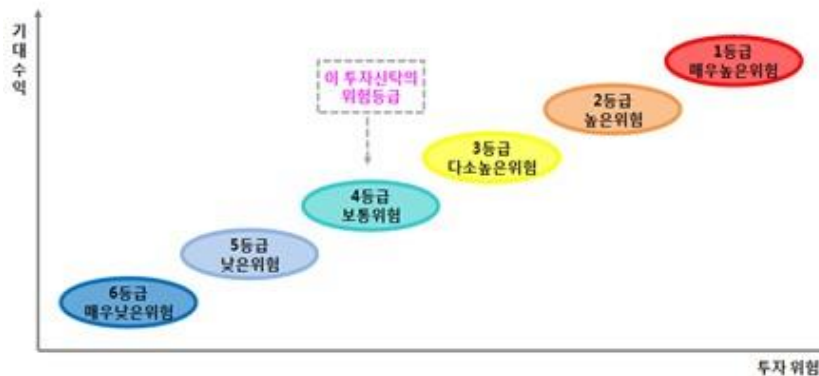 기
대
수
익
1등급
매우높은위험
이 투자신탁의
위험등급
2등급
높은위험
3등급
다소높은위험
4등급
보통위험
5등급
낮은위험
6등급
매우낮은위험
투자 위험